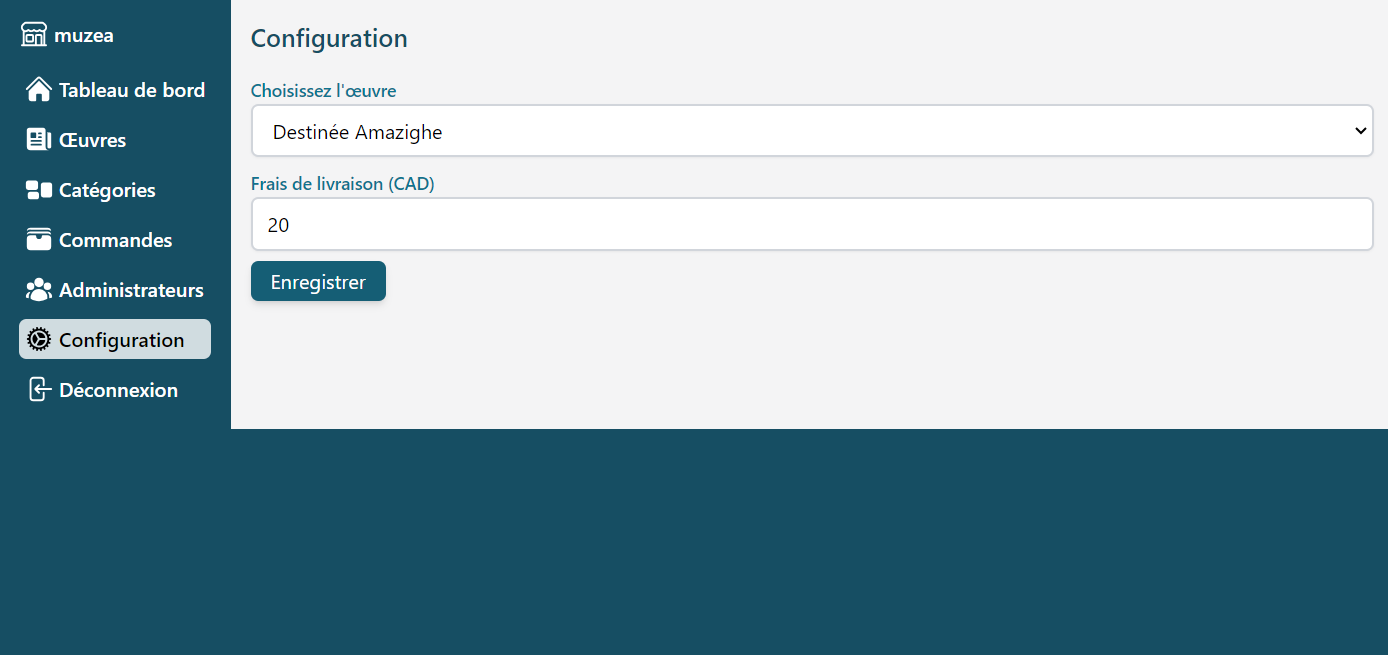 muzea
Tableau de bord
Œuvres
Catégories
Commandes
Administrateurs
Configuration
Déconnexion
Configuration
Choisissez l'œuvre
Destinée Amazighe
Frais de livraison (CAD)
20
Enregistrer